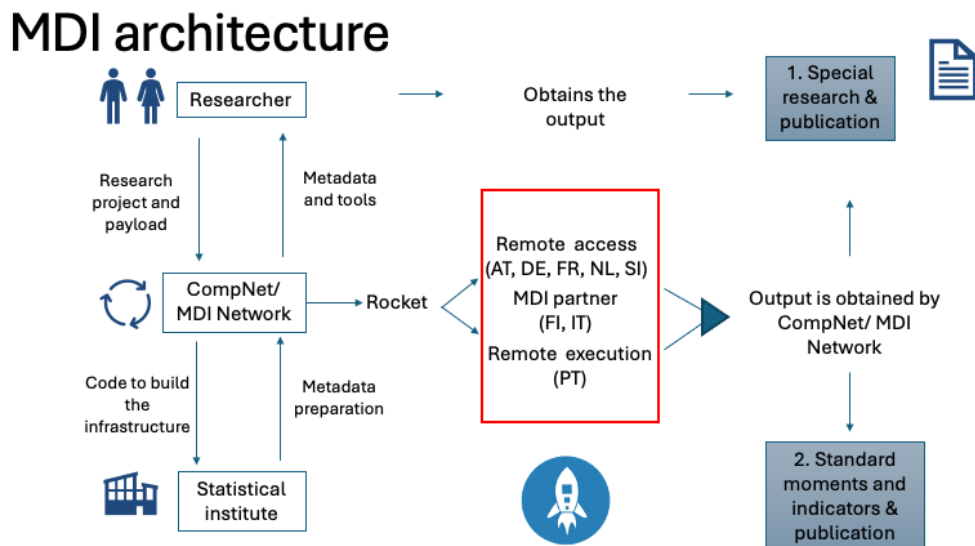 MDI architecture
Researcher
Obtains the
output
1. Special
research &
publication
Research
project and
payload
Metadata
and tools
CompNet/
MDI Network
Rocket
Remote access
(AT, DE, FR, NL, SI)
MDI partner
(FI, IT)
Remote execution
(PT)
Output is obtained by
CompNet/ MDI
Network
Code to build
the
infrastructure
Metadata
preparation
Statistical
institute
2. Standard
moments and
indicators &
publication